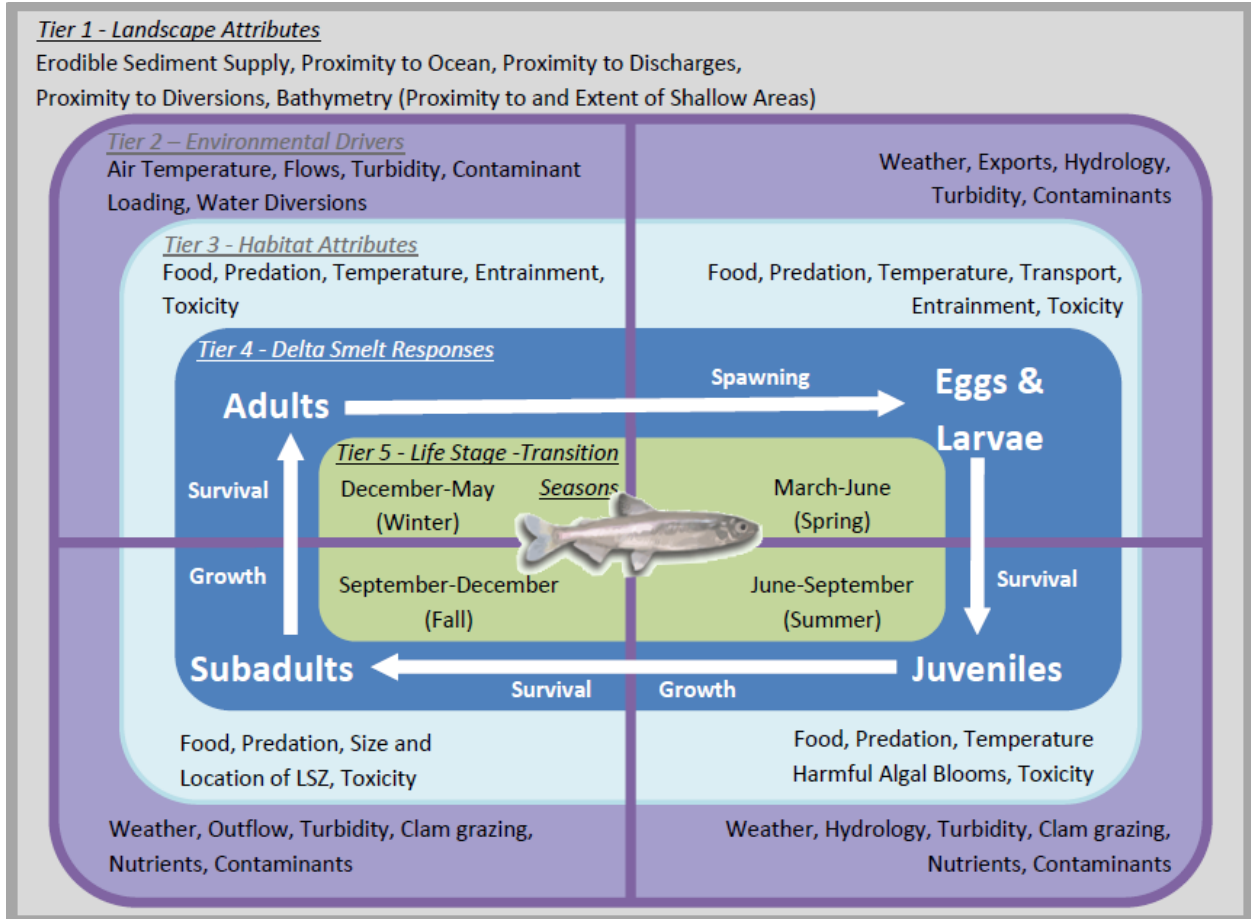 Tier 1 - Landscape Attributes
Erodible Sediment Supply, Proximity to Ocean, Proximity to Discharges,
Proximity to Diversions, Bathymetry (Proximity to and Extent of Shallow Areas)
Tier 2 – Environmental Drivers
Air Temperature, Flows, Turbidity, Contaminant
Loading, Water Diversions
Weather, Exports, Hydrology,
Turbidity, Contaminants
Tier 3 - Habitat Attributes
Food, Predation, Temperature, Entrainment,
Toxicity
Food, Predation, Temperature, Transport,
Entrainment, Toxicity
Tier 4 - Delta Smelt Responses
Adults
Spawning
Eggs &
Larvae
Tier 5 - Life Stage -Transition
Seasons
December-May
(Winter)
March-June
(Spring)
Survival
Growth
September-December
(Fall)
June-September
(Summer)
Survival
Subadults
Survival
Growth
Juveniles
Food, Predation, Size and
Location of LSZ, Toxicity
Food, Predation, Temperature
Harmful Algal Blooms, Toxicity
Weather, Outflow, Turbidity, Clam grazing,
Nutrients, Contaminants
Weather, Hydrology, Turbidity, Clam grazing,
Nutrients, Contaminants